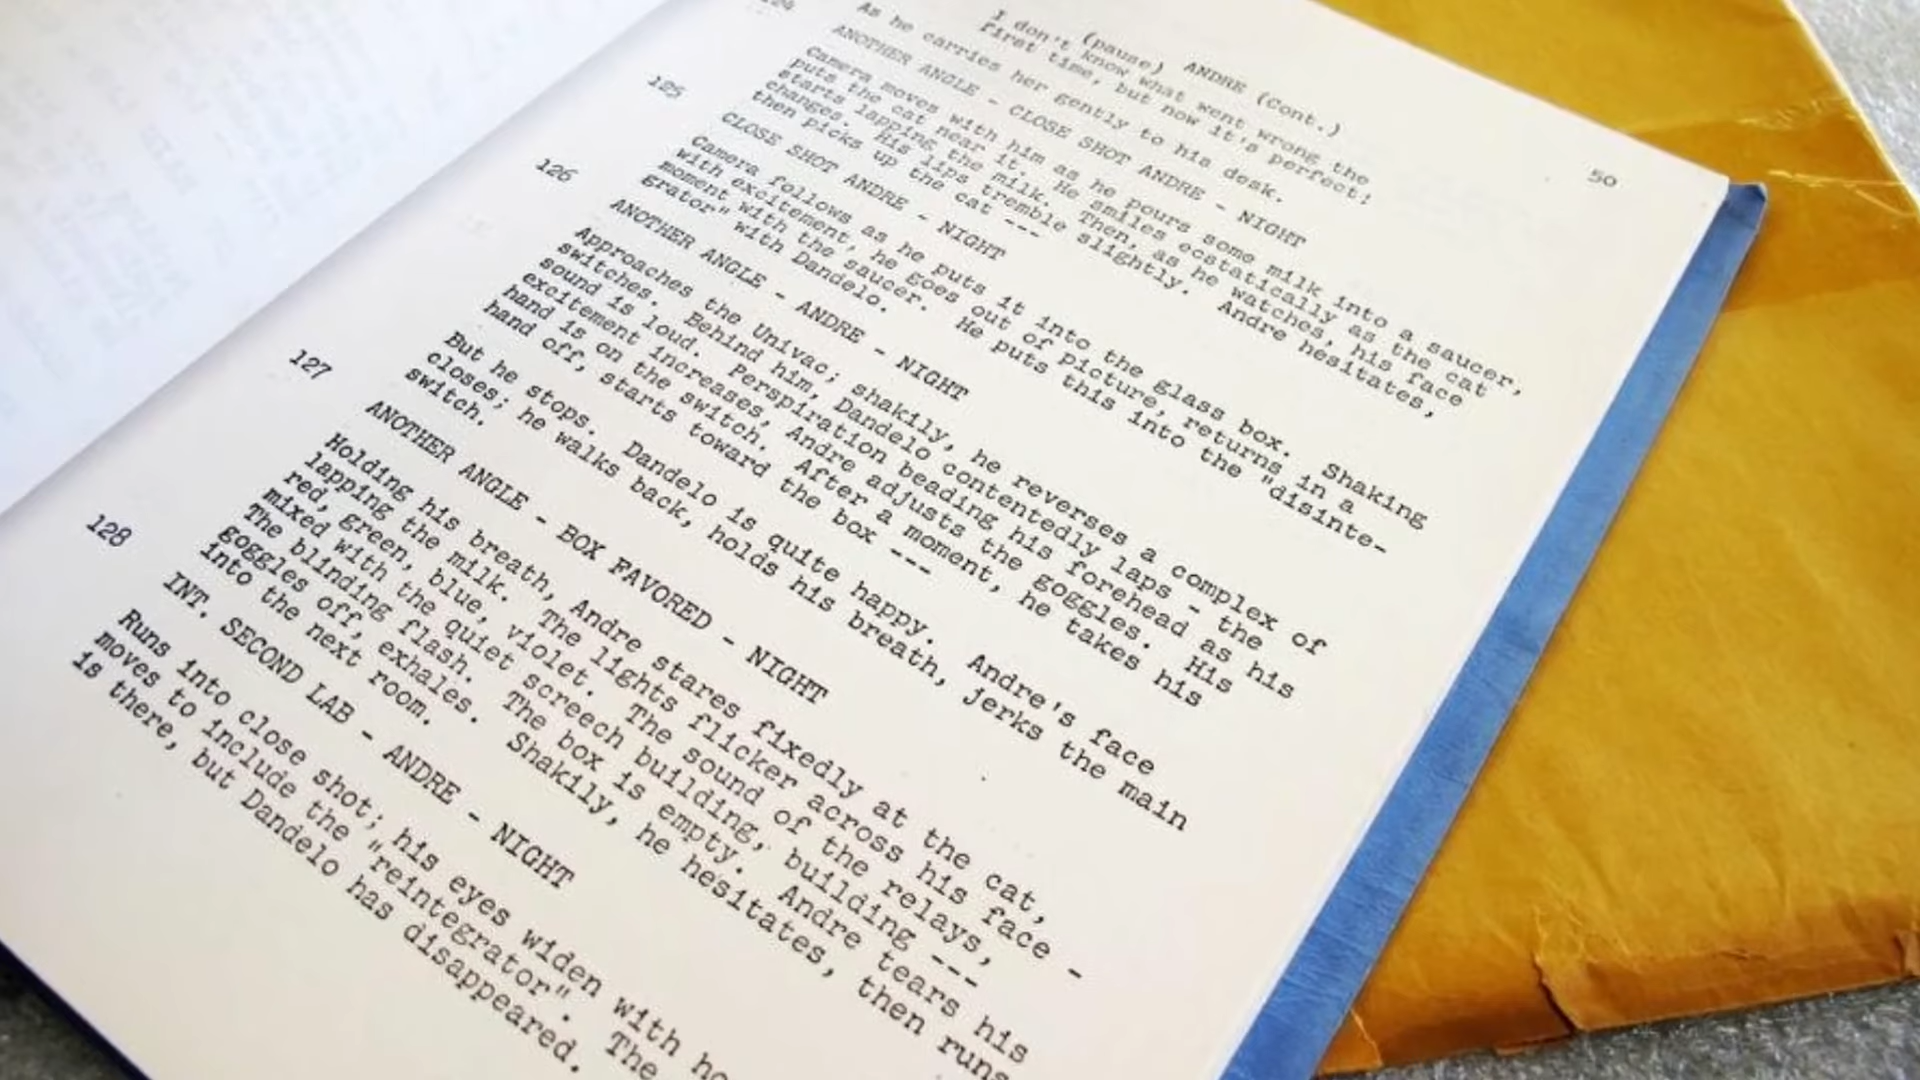 50
ANDRE (Cont.)
(pause)
I don't know what went wrong the
first time, but now it's perfect!
As he carries her gently to his desk.
124 ANOTHER ANGLE - CLOSE SHOT ANDRE - NIGHT
Camera moves with him as he pours some milk into a saucer,
puts the cat near it. He smiles ecstatically as the cat
starts lapping the milk. Then, as he watches, his face
changes. His lips tremble slightly. Andre hesitates,
then picks up the cat ---
125 CLOSE SHOT ANDRE - NIGHT
Camera follows as he puts it into the glass box. Shaking
with excitement, he goes out of picture, returns in a
moment with the saucer. He puts this into the "disinte-
grator" with Dandelo.
126 ANOTHER ANGLE - ANDRE - NIGHT
Approaches the Univac; shakily, he reverses a complex of
switches. Behind him, Dandelo contentedly laps - the
sound is loud. Perspiration beading his forehead as his
excitement increases, Andre adjusts the goggles. His
hand is on the switch. After a moment, he takes his
hand off, starts toward the box ---
But he stops. Dandelo is quite happy. Andre's face
closes; he walks back, holds his breath, jerks the main
switch.
127 ANOTHER ANGLE - BOX FAVORED - NIGHT
Holding his breath, Andre stares fixedly at the cat,
lapping the milk. The lights flicker across his face -
red, green, blue, violet. The sound of the relays,
mixed with the quiet screech building, building ---
The blinding flash. The box is empty. Andre tears his
goggles off, exhales. Shakily, he hesitates, then runs
into the next room.
128 INT. SECOND LAB - ANDRE - NIGHT
Runs into close shot; his eyes widen with ho
moves to include the "reintegrator". The
is there, but Dandelo has disappeared.